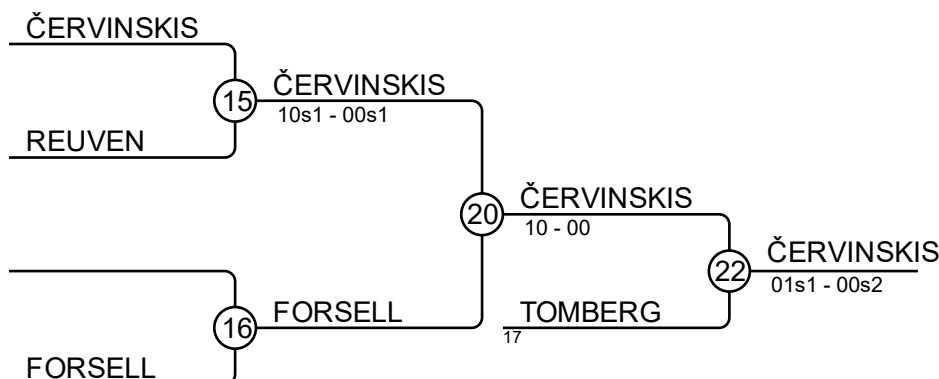 ČERVINSKIS
15
ČERVINSKIS
10s1 - 00s1
REUVEN
20
ČERVINSKIS
10 - 00
22
ČERVINSKIS
01s1 - 00s2
16
FORSELL
TOMBERG
17
FORSELL